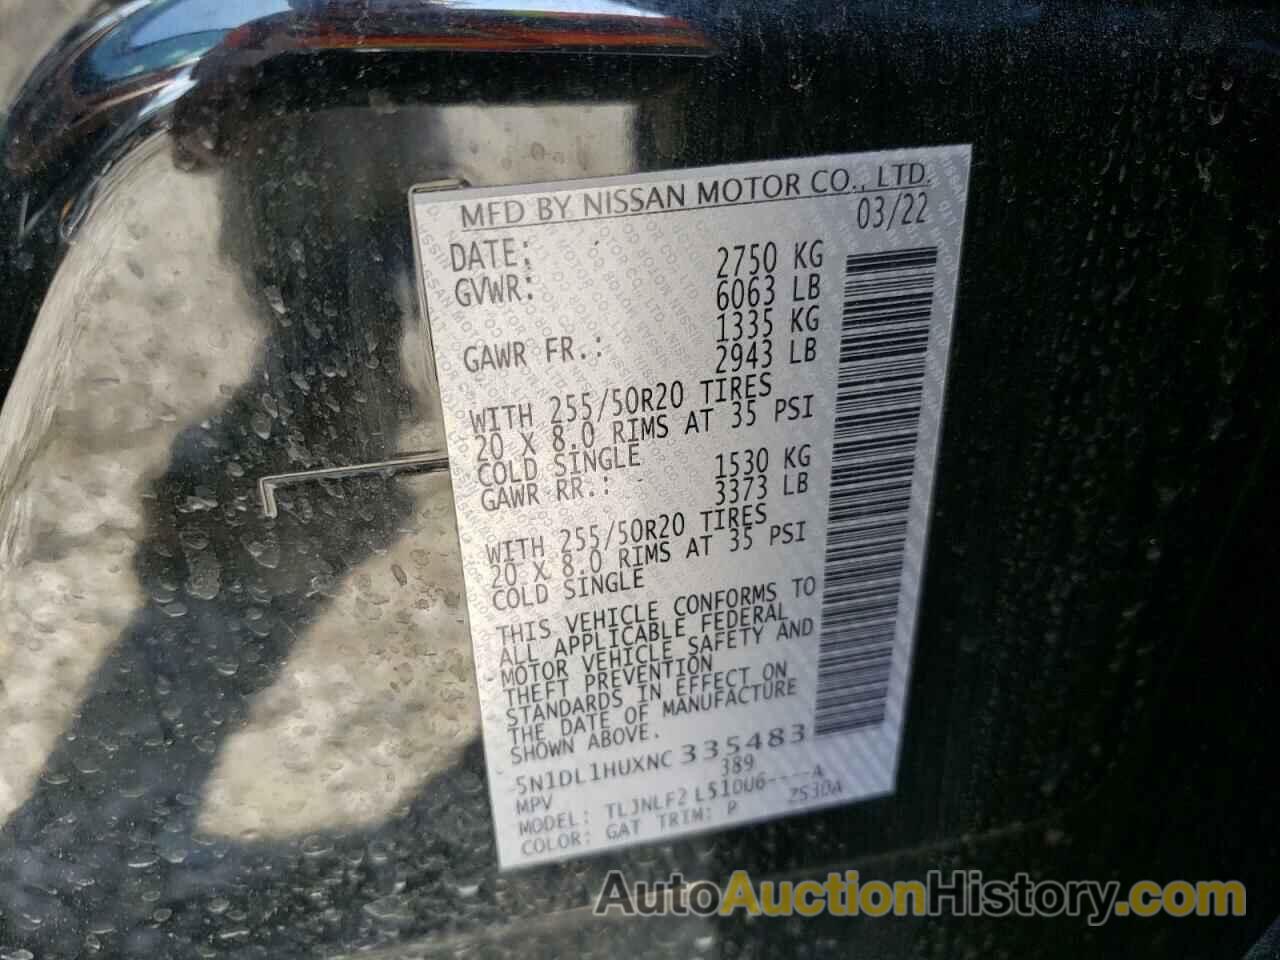 MFD BY NISSAN MOTOR CO., LTD.
DATE: 03/22
GVWR: 2750 KG
6063 LB
GAWR FR.: 1335 KG
2943 LB
WITH 255/50R20 TIRES
20 X 8.0 RIMS AT 35 PSI
COLD SINGLE
GAWR RR.: 1530 KG
3373 LB
WITH 255/50R20 TIRES
20 X 8.0 RIMS AT 35 PSI
COLD SINGLE
THIS VEHICLE CONFORMS TO
ALL APPLICABLE FEDERAL
MOTOR VEHICLE SAFETY AND
THEFT PREVENTION
STANDARDS IN EFFECT ON
THE DATE OF MANUFACTURE
SHOWN ABOVE.
5N1DL1HUXNC335483
MPV 389
MODEL: TLJNLF2 L51DU6----A
COLOR: GAT TRIM: P ZS30A
AutoAuctionHistory.com